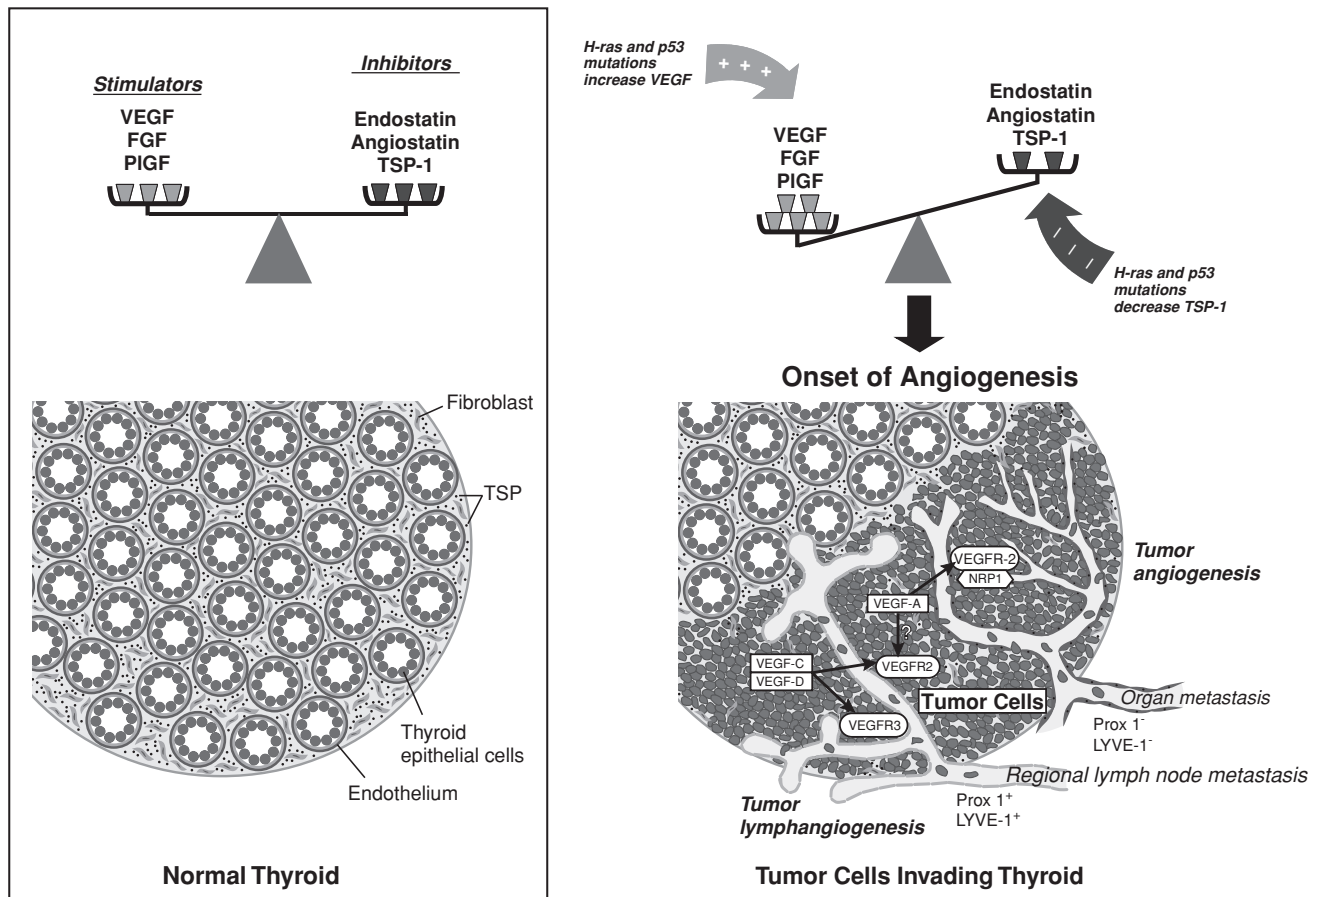 Stimulators
VEGF
FGF
PlGF
Inhibitors
Endostatin
Angiostatin
TSP-1
Fibroblast
TSP
Thyroid
epithelial cells
Endothelium
Normal Thyroid
H-ras and p53
mutations
increase VEGF
+ + +
VEGF
FGF
PlGF
Endostatin
Angiostatin
TSP-1
– – –
H-ras and p53
mutations
decrease TSP-1
Onset of Angiogenesis
VEGFR-2
NRP1
VEGF-A
?
VEGF-C
VEGF-D
VEGFR2
VEGFR3
Tumor Cells
Tumor
angiogenesis
Organ metastasis
Prox 1⁻
LYVE-1⁻
Regional lymph node metastasis
Prox 1⁺
LYVE-1⁺
Tumor
lymphangiogenesis
Tumor Cells Invading Thyroid